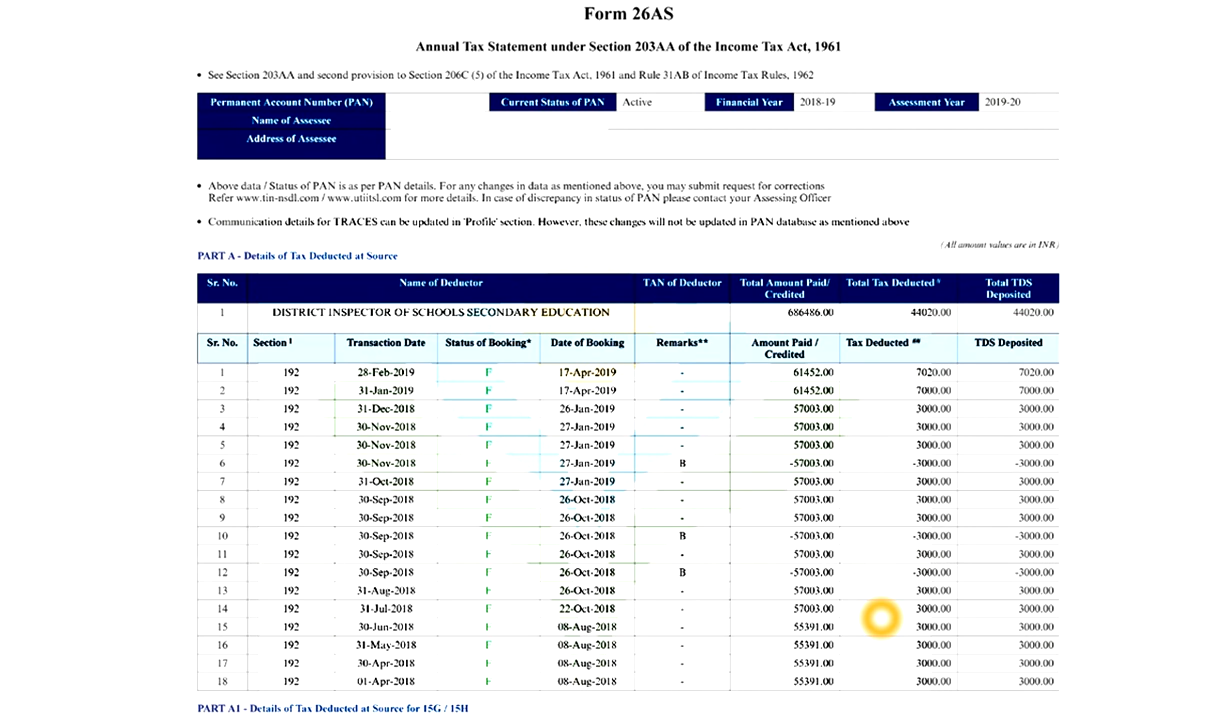 Form 26AS
Annual Tax Statement under Section 203AA of the Income Tax Act, 1961
• See Section 203AA and second provision to Section 206C (5) of the Income Tax Act, 1961 and Rule 31AB of Income Tax Rules, 1962
Permanent Account Number (PAN) Current Status of PAN Active Financial Year 2018-19 Assessment Year 2019-20
Name of Assessee
Address of Assessee
• Above data / Status of PAN is as per PAN details. For any changes in data as mentioned above, you may submit request for corrections
Refer www.tin-nsdl.com / www.utiitsl.com for more details. In case of discrepancy in status of PAN please contact your Assessing Officer
• Communication details for TRACES can be updated in 'Profile' section. However, these changes will not be updated in PAN database as mentioned above
(All amount values are in INR)
PART A - Details of Tax Deducted at Source
Sr. No. Name of Deductor TAN of Deductor Total Amount Paid/ Credited Total Tax Deducted # Total TDS Deposited
1 DISTRICT INSPECTOR OF SCHOOLS SECONDARY EDUCATION 686486.00 44020.00 44020.00
Sr. No. Section 1 Transaction Date Status of Booking* Date of Booking Remarks** Amount Paid / Credited Tax Deducted ## TDS Deposited
1 192 28-Feb-2019 F 17-Apr-2019 - 61452.00 7020.00 7020.00
2 192 31-Jan-2019 F 17-Apr-2019 - 61452.00 7000.00 7000.00
3 192 31-Dec-2018 F 26-Jan-2019 - 57003.00 3000.00 3000.00
4 192 30-Nov-2018 F 27-Jan-2019 - 57003.00 3000.00 3000.00
5 192 30-Nov-2018 F 27-Jan-2019 - 57003.00 3000.00 3000.00
6 192 30-Nov-2018 F 27-Jan-2019 B -57003.00 -3000.00 -3000.00
7 192 31-Oct-2018 F 27-Jan-2019 - 57003.00 3000.00 3000.00
8 192 30-Sep-2018 F 26-Oct-2018 - 57003.00 3000.00 3000.00
9 192 30-Sep-2018 F 26-Oct-2018 - 57003.00 3000.00 3000.00
10 192 30-Sep-2018 F 26-Oct-2018 B -57003.00 -3000.00 -3000.00
11 192 30-Sep-2018 F 26-Oct-2018 - 57003.00 3000.00 3000.00
12 192 30-Sep-2018 F 26-Oct-2018 B -57003.00 -3000.00 -3000.00
13 192 31-Aug-2018 F 26-Oct-2018 - 57003.00 3000.00 3000.00
14 192 31-Jul-2018 F 22-Oct-2018 - 57003.00 3000.00 3000.00
15 192 30-Jun-2018 F 08-Aug-2018 - 55391.00 3000.00 3000.00
16 192 31-May-2018 F 08-Aug-2018 - 55391.00 3000.00 3000.00
17 192 30-Apr-2018 F 08-Aug-2018 - 55391.00 3000.00 3000.00
18 192 01-Apr-2018 F 08-Aug-2018 - 55391.00 3000.00 3000.00
PART A1 - Details of Tax Deducted at Source for 15G / 15H